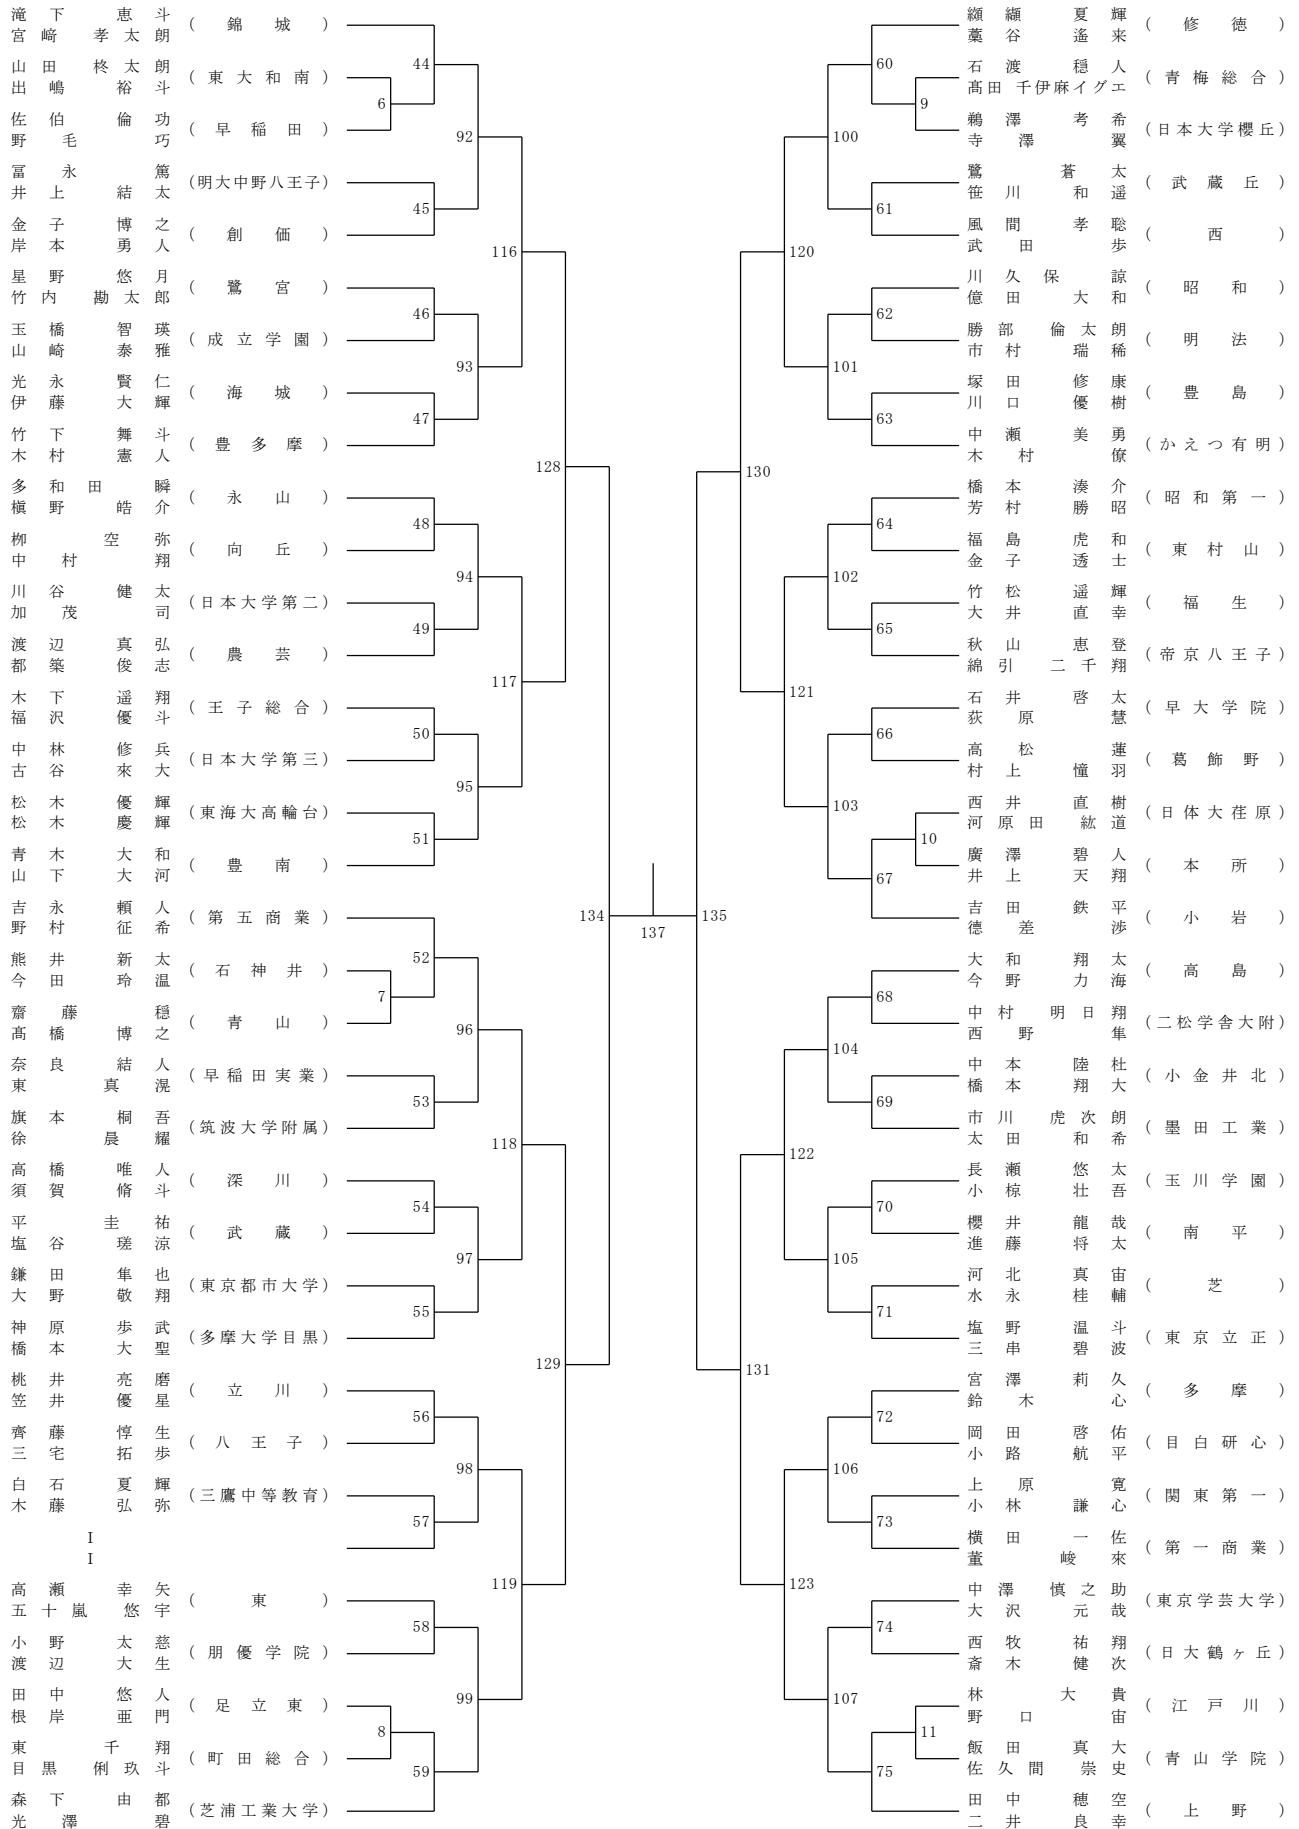 滝下 恵斗
宮﨑 孝太朗
(錦城)
山田 柊太朗
出嶋 裕斗
(東大和南)
佐伯 倫功
野毛 巧
(早稲田)
冨永 篤
井上 結太
(明大中野八王子)
金子 博之
岸本 勇人
(創価)
星野 悠月
竹内 勘太郎
(鷺宮)
玉橋 智瑛
山崎 泰雅
(成立学園)
光永 賢仁
伊藤 大輝
(海城)
竹下 舞斗
木村 憲人
(豊多摩)
多和田 瞬
槇野 皓介
(永山)
栁 空弥
中村 翔
(向丘)
川谷 健太
加茂 司
(日本大学第二)
渡辺 真弘
都築 俊志
(農芸)
木下 遥翔
福沢 優斗
(王子総合)
中林 修兵
古谷 來大
(日本大学第三)
松木 優輝
松木 慶輝
(東海大高輪台)
青木 大和
山下 大河
(豊南)
吉永 頼人
野村 征希
(第五商業)
熊井 新太
今田 玲温
(石神井)
齋藤 穏
髙橋 博之
(青山)
奈良 結人
東 真滉
(早稲田実業)
旗本 桐吾
徐 晨耀
(筑波大学附属)
高橋 唯人
須賀 脩斗
(深川)
平 圭祐
塩谷 瑳涼
(武蔵)
鎌田 隼也
大野 敬翔
(東京都市大学)
神原 歩武
橋本 大聖
(多摩大学目黒)
桃井 亮磨
笠井 優星
(立川)
齊藤 惇生
三宅 拓歩
(八王子)
白石 夏輝
木藤 弘弥
(三鷹中等教育)
I
I
高瀬 幸矢
五十嵐 悠宇
(東)
小野 太慈
渡辺 大生
(朋優学院)
田中 悠人
根岸 亜門
(足立東)
東 千翔
目黒 俐玖斗
(町田総合)
森下 由都
光澤 碧
(芝浦工業大学)
6
7
8
44
45
46
47
48
49
50
51
52
53
54
55
56
57
58
59
92
93
94
95
96
97
98
99
116
117
118
119
128
129
134
137
135
130
131
120
121
122
123
100
101
102
103
104
105
106
107
60
61
62
63
64
65
66
67
68
69
70
71
72
73
74
75
9
10
11
纐纈 夏輝
藁谷 遙来
(修徳)
石渡 穏人
髙田 千伊麻イグエ
(青梅総合)
鵜澤 考希
寺澤 翼
(日本大学櫻丘)
鷺 蒼太
笹川 和遥
(武蔵丘)
風間 孝聡
武田 歩
(西)
川久保 諒
億田 大和
(昭和)
勝部 倫太朗
市村 瑞稀
(明法)
塚田 修康
川口 優樹
(豊島)
中瀬 美勇
木村 僚
(かえつ有明)
橋本 湊介
芳村 勝昭
(昭和第一)
福島 虎和
金子 透士
(東村山)
竹松 遥輝
大井 直幸
(福生)
秋山 恵登
綿引 二千翔
(帝京八王子)
石井 啓太
荻原 慧
(早大学院)
高松 蓮
村上 憧羽
(葛飾野)
西井 直樹
河原田 紘道
(日体大荏原)
廣澤 碧人
井上 天翔
(本所)
吉田 鉄平
德差 渉
(小岩)
大和 翔太
今野 力海
(高島)
中村 明日翔
西野 隼
(二松学舎大附)
中本 陸杜
橋本 翔大
(小金井北)
市川 虎次朗
太田 和希
(墨田工業)
長瀬 悠太
小椋 壮吾
(玉川学園)
櫻井 龍哉
進藤 将太
(南平)
河北 真宙
水永 桂輔
(芝)
塩野 温斗
三串 碧波
(東京立正)
宮澤 莉久
鈴木 心
(多摩)
岡田 啓佑
小路 航平
(目白研心)
上原 寛
小林 謙心
(関東第一)
横田 一佐
董 峻來
(第一商業)
中澤 慎之助
大沢 元哉
(東京学芸大学)
西牧 祐翔
斎木 健次
(日大鶴ヶ丘)
林 大貴
野口 宙
(江戸川)
飯田 真大
佐久間 崇史
(青山学院)
田中 穂空
二井 良幸
(上野)